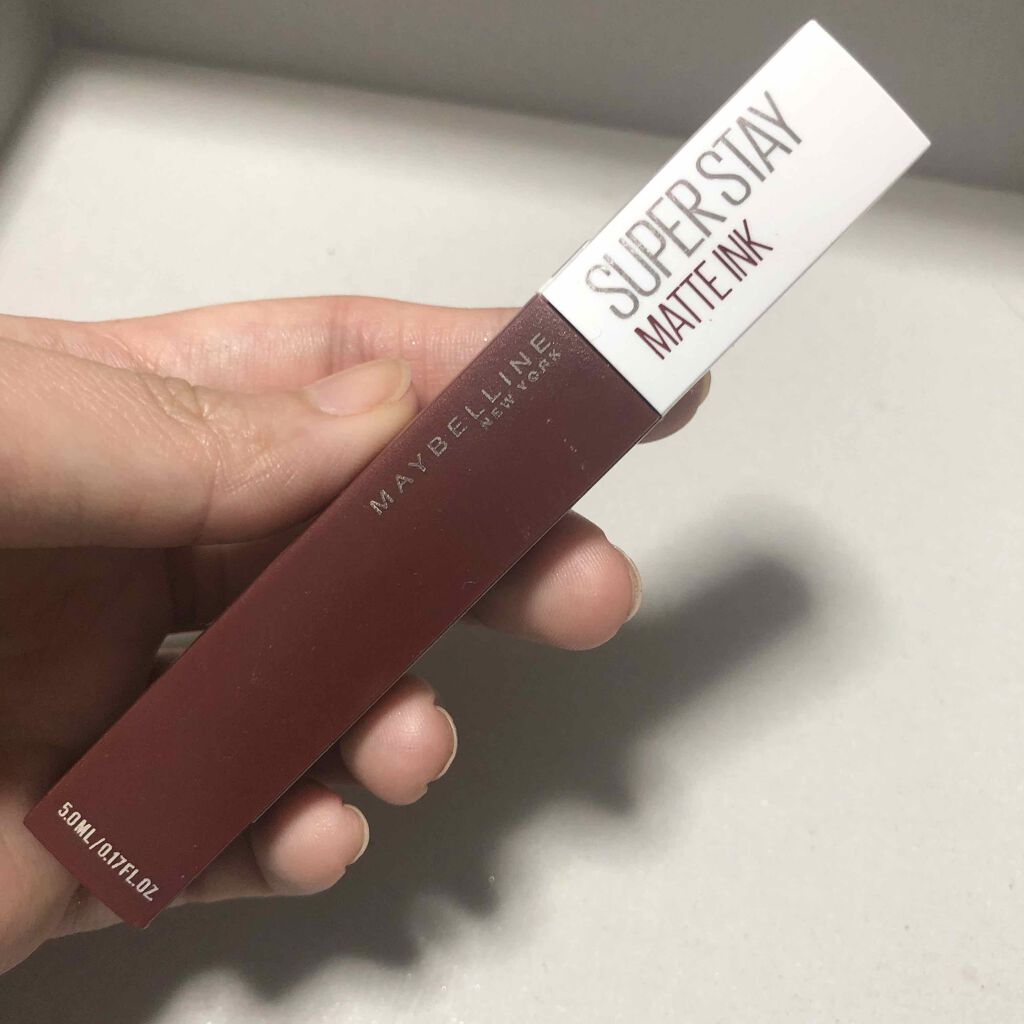 SUPER STAY
MATTE INK
MAYBELLINE
NEW YORK
5.0ML/0.17FL.OZ